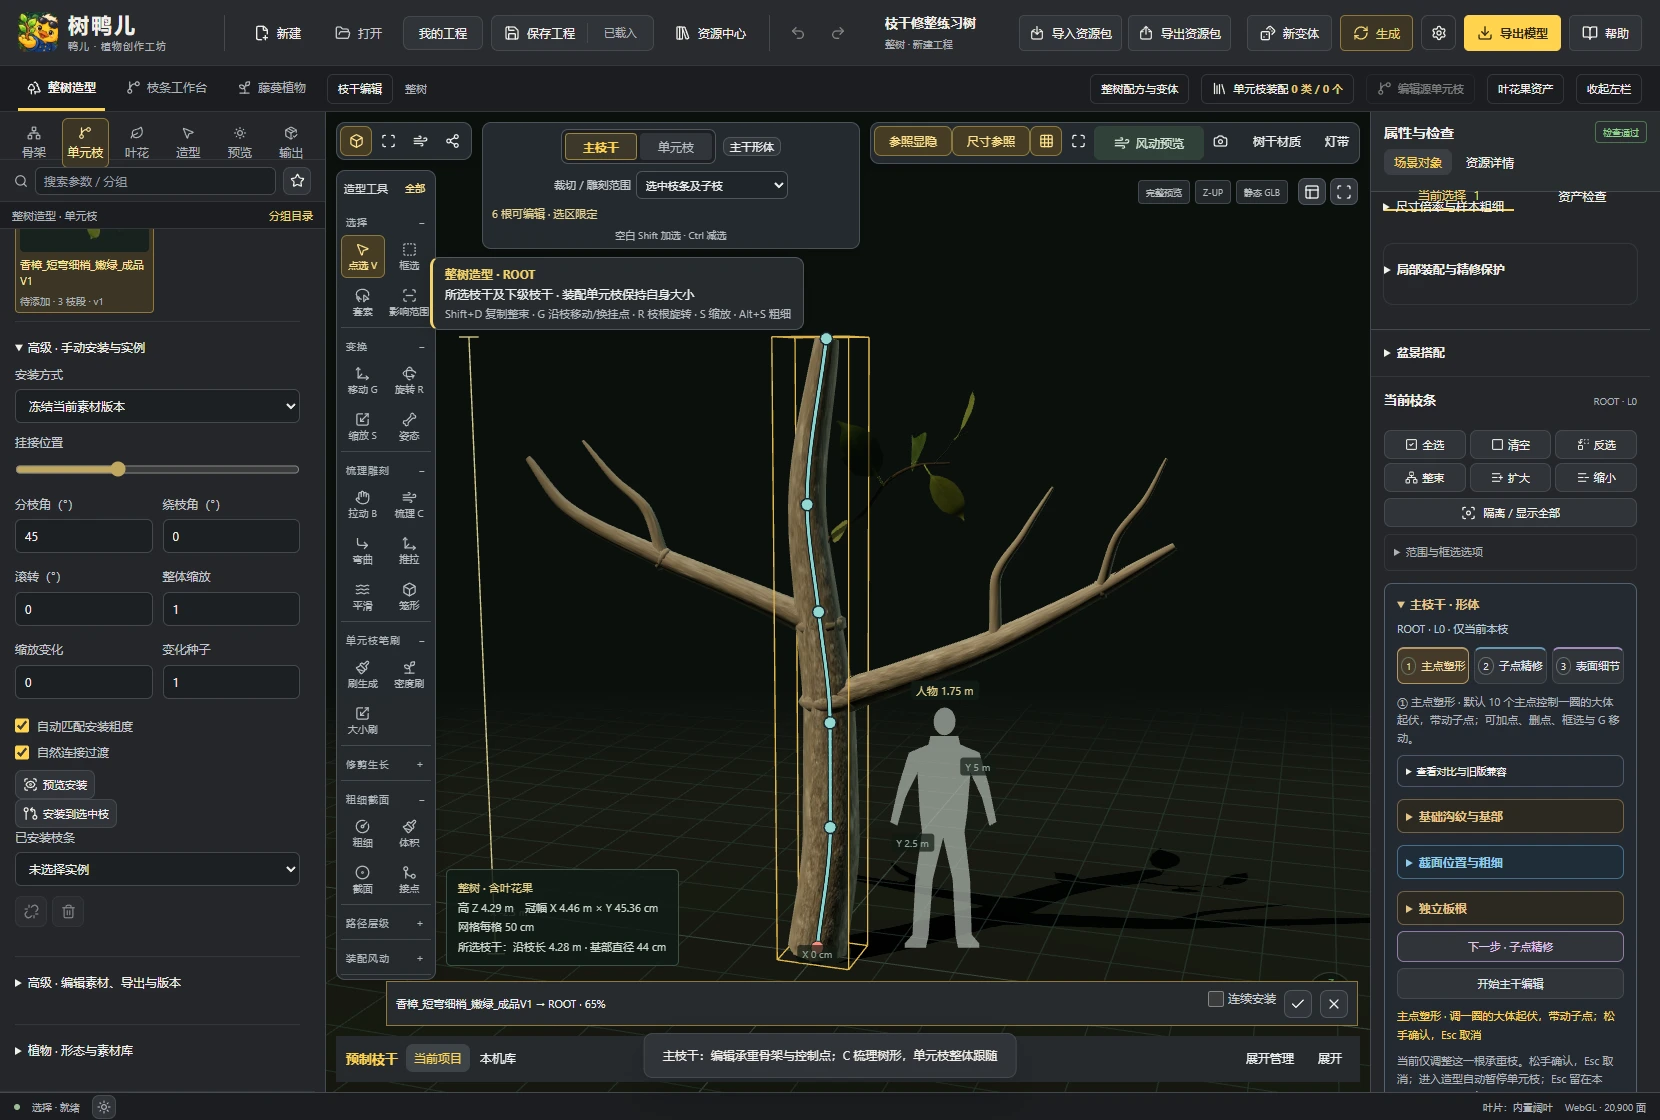 树鸭儿
鸭儿 · 植物创作工坊
新建
打开
我的工程
保存工程
已载入
资源中心
枝干修整练习树
整树 · 新建工程
导入资源包
导出资源包
新变体
生成
导出模型
帮助
整树造型
枝条工作台
藤蔓植物
枝干编辑
整树
整树配方与变体
单元枝装配 0 类 / 0 个
编辑源单元枝
叶花果资产
收起左栏
骨架
单元枝
叶花
造型
预览
输出
搜索参数 / 分组
整树造型 · 单元枝
分组目录
香樟_短弯细梢_嫩绿_成品
V1
待添加 · 3 枝段 · v1
▼ 高级 · 手动安装与实例
安装方式
冻结当前素材版本
挂接位置
分枝角（°）
绕枝角（°）
45
0
滚转（°）
整体缩放
0
1
缩放变化
变化种子
0
1
自动匹配安装粗度
自然连接过渡
预览安装
安装到选中枝
已安装枝条
未选择实例
▶ 高级 · 编辑素材、导出与版本
▶ 植物 · 形态与素材库
选择 · 就绪
造型工具
全部
选择
−
点选 V
框选
套索
影响范围
变换
−
移动 G
旋转 R
缩放 S
姿态
梳理雕刻
−
拉动 B
梳理 C
弯曲
推拉
平滑
笼形
单元枝笔刷
−
刷生成
密度刷
大小刷
修剪生长
+
粗细截面
−
粗细
体积
截面
接点
路径层级
+
装配风动
+
主枝干
单元枝
主干形体
裁切 / 雕刻范围
选中枝条及子枝
6 根可编辑 · 选区限定
空白 Shift 加选 · Ctrl 减选
整树造型 · ROOT
所选枝干及下级枝干 · 装配单元枝保持自身大小
Shift+D 复制整束 · G 沿枝移动/换挂点 · R 枝根旋转 · S 缩放 · Alt+S 粗细
参照显隐
尺寸参照
风动预览
树干材质
灯带
完整预览
Z-UP
静态 GLB
人物 1.75 m
Y 5 m
Y 2.5 m
X 0 cm
整树 · 含叶花果
高 Z 4.29 m 冠幅 X 4.46 m × Y 45.36 cm
网格每格 50 cm
所选枝干：沿枝长 4.28 m · 基部直径 44 cm
香樟_短弯细梢_嫩绿_成品V1 → ROOT · 65%
连续安装
预制枝干
当前项目
本机库
主枝干：编辑承重骨架与控制点；C 梳理树形，单元枝整体跟随
展开管理
展开
属性与检查
检查通过
场景对象
资源详情
当前选择 1
资产检查
▶ 尺寸倍率与样本粗细
▶ 局部装配与精修保护
▶ 盆景搭配
当前枝条
ROOT · L0
全选
清空
反选
整束
扩大
缩小
隔离 / 显示全部
▶ 范围与框选选项
▼ 主枝干 · 形体
ROOT · L0 · 仅当前本枝
1 主点塑形
2 子点精修
3 表面细节
① 主点塑形 · 默认 10 个主点控制一圈的大体
起伏，带动子点；可加点、删点、框选与 G 移
动。
▶ 查看对比与旧版兼容
▶ 基础沟纹与基部
▶ 截面位置与粗细
▶ 独立板根
下一步 · 子点精修
开始主干编辑
主点塑形 · 调一圈的大体起伏，带动子点；松
手确认，Esc 取消
当前仅调整这一根承重枝。松手确认，Esc 取
消；进入造型自动暂停单元枝；Esc 留在本
叶片：内置阔叶
WebGL · 20,900 面